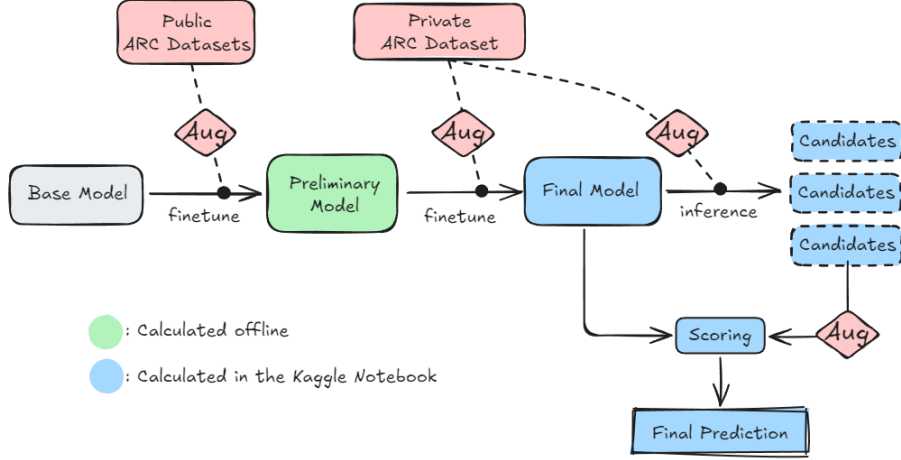 Public
ARC Datasets
Private
ARC Dataset
Aug
Aug
Aug
Candidates
Base Model
finetune
Preliminary
Model
finetune
Final Model
inference
Candidates
Candidates
: Calculated offline
: Calculated in the Kaggle Notebook
Scoring
Aug
Final Prediction